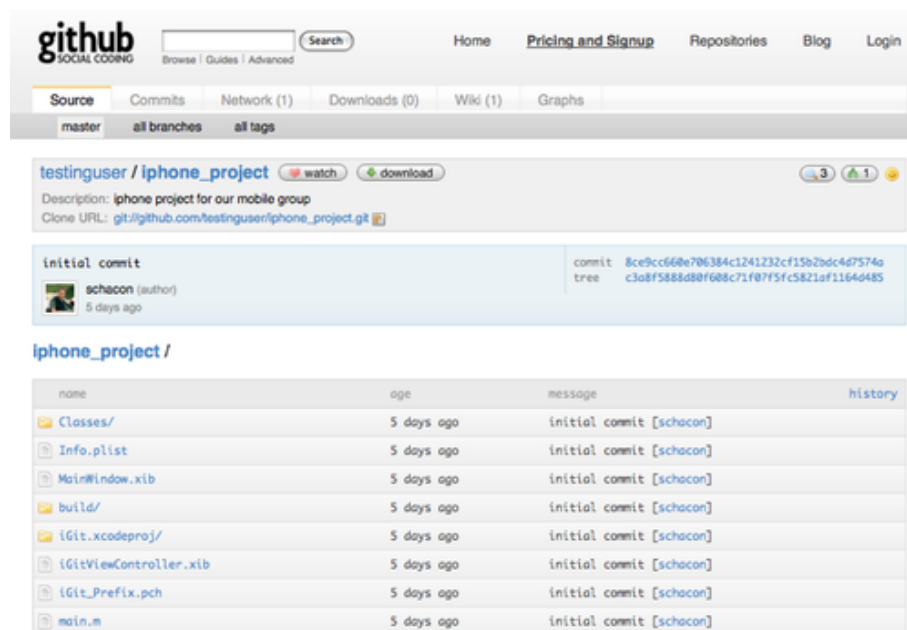 github
SOCIAL CODING
Search
Browse | Guides | Advanced
Home Pricing and Signup Repositories Blog Login
Source Commits Network (1) Downloads (0) Wiki (1) Graphs
master all branches all tags
testinguser / iphone_project watch download 3 1
Description: iphone project for our mobile group
Clone URL: git://github.com/testinguser/iphone_project.git
initial commit
schacon (author)
5 days ago
commit 8ce9cc660e706384c1241232cf15b2bdc4d7574a
tree c3a8f5888d80f608c71f07f5fc5821af1164d485
iphone_project /
name age message history
Classes/ 5 days ago initial commit [schacon]
Info.plist 5 days ago initial commit [schacon]
MainWindow.xib 5 days ago initial commit [schacon]
build/ 5 days ago initial commit [schacon]
iGit.xcodeproj/ 5 days ago initial commit [schacon]
iGitViewController.xib 5 days ago initial commit [schacon]
iGit_Prefix.pch 5 days ago initial commit [schacon]
main.m 5 days ago initial commit [schacon]